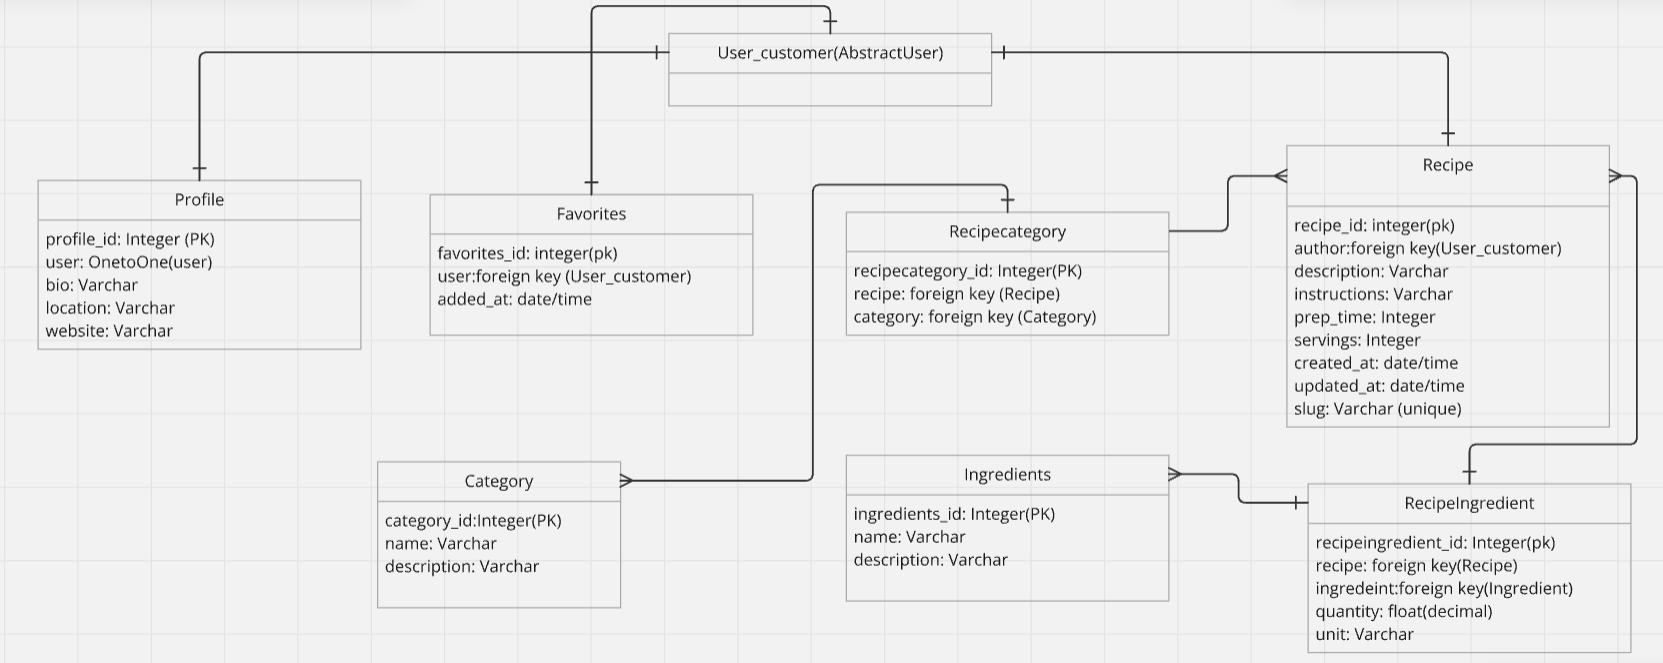 User_customer(AbstractUser)
Profile
profile_id: Integer (PK)
user: OnetoOne(user)
bio: Varchar
location: Varchar
website: Varchar
Favorites
favorites_id: integer(pk)
user:foreign key (User_customer)
added_at: date/time
Recipecategory
recipecategory_id: Integer(PK)
recipe: foreign key (Recipe)
category: foreign key (Category)
Recipe
recipe_id: integer(pk)
author:foreign key(User_customer)
description: Varchar
instructions: Varchar
prep_time: Integer
servings: Integer
created_at: date/time
updated_at: date/time
slug: Varchar (unique)
Category
category_id:Integer(PK)
name: Varchar
description: Varchar
Ingredients
ingredients_id: Integer(PK)
name: Varchar
description: Varchar
RecipeIngredient
recipeingredient_id: Integer(pk)
recipe: foreign key(Recipe)
ingredeint:foreign key(Ingredient)
quantity: float(decimal)
unit: Varchar